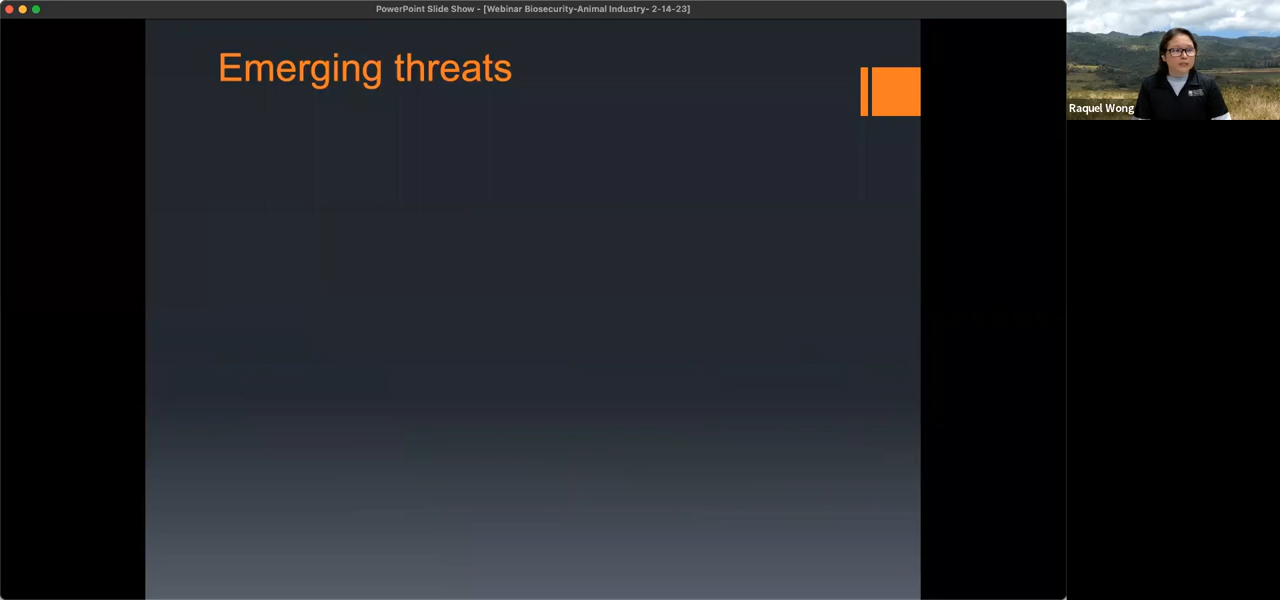 PowerPoint Slide Show - [Webinar Biosecurity-Animal Industry- 2-14-23]
Emerging threats
Raquel Wong